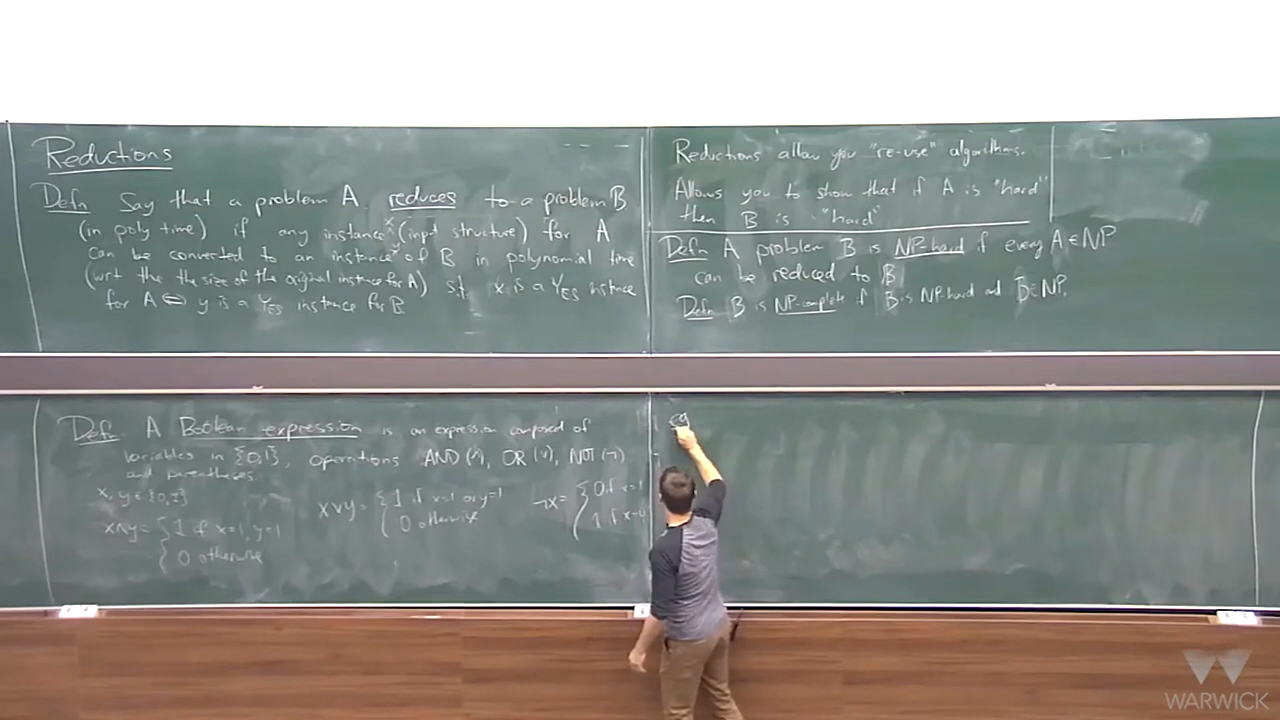 Reductions
Defn Say that a problem A reduces to a problem B
(in poly time) if any instance x (input structure) for A
can be converted to an instance y of B in polynomial time
(wrt the the size of the original instance for A) s.t. x is a YES instance
for A ⇔ y is a YES instance for B
Reductions allow you "re-use" algorithms.
Allows you to show that if A is "hard"
then B is "hard"
Defn A problem B is NP-hard if every A ∈ NP
can be reduced to B
Defn B is NP-complete if B is NP-hard and B ∈ NP.
Defn. A Boolean expression is an expression composed of
variables in {0,1}, operations AND (∧), OR (∨), NOT (¬)
and parentheses.
x, y ∈ {0,1}
x∧y = { 1 if x=1, y=1
{ 0 otherwise
x∨y = { 1 if x=1 or y=1
{ 0 otherwise
¬x = { 0 if x=1
1 if x=0
eg
WARWICK